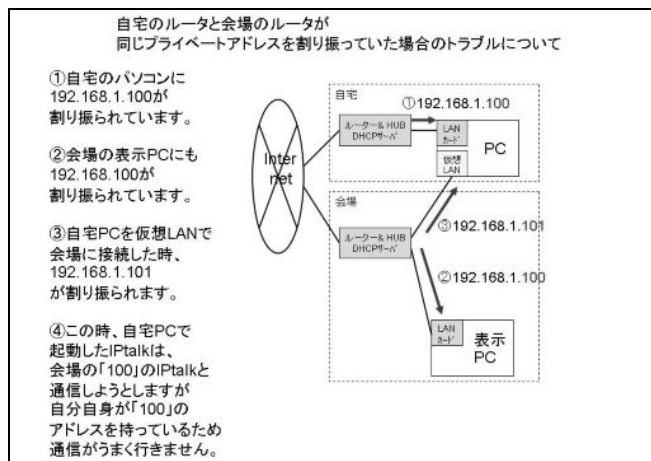 自宅のルータと会場のルータが
同じプライベートアドレスを割り振っていた場合のトラブルについて
①自宅のパソコンに
192.168.1.100が
割り振られています。
②会場の表示PCにも
192.168.100が
割り振られています。
③自宅PCを仮想LANで
会場に接続した時、
192.168.1.101
が割り振られます。
④この時、自宅PCで
起動したIPtalkは、
会場の「100」のIPtalkと
通信しようとしますが
自分自身が「100」の
アドレスを持っているため
通信がうまく行きません。
Inter
net
自宅
①192.168.1.100
ルーター& HUB
DHCPサーバ
LAN
カード
PC
仮想
LAN
会場
ルーター& HUB
DHCPサーバ
③192.168.1.101
②192.168.1.100
LAN
カード
表示
PC